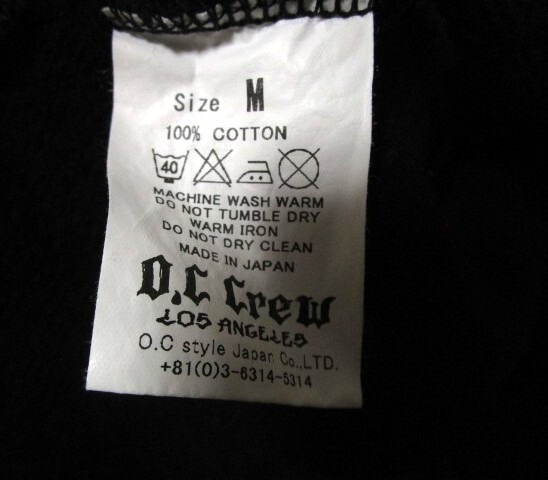 Size M
100% COTTON
40
MACHINE WASH WARM
DO NOT TUMBLE DRY
WARM IRON
DO NOT DRY CLEAN
MADE IN JAPAN
O.C Crew
LOS ANGELES
O.C style Japan Co.,LTD.
+81(0)3-6314-5314